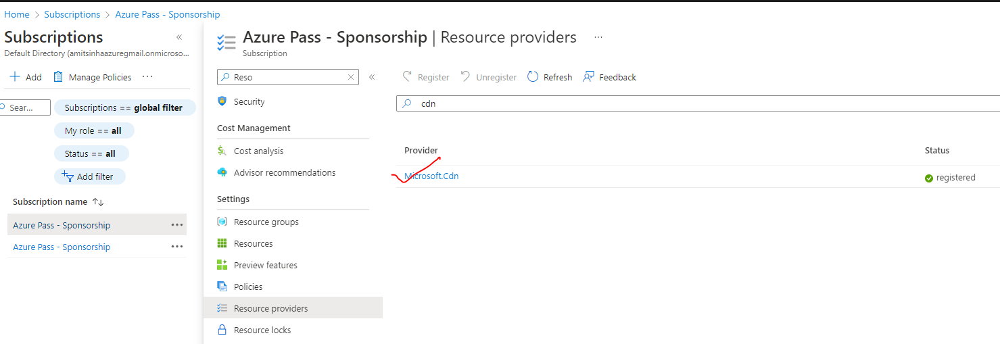 Home > Subscriptions > Azure Pass - Sponsorship
Subscriptions «
Default Directory (amitsinhaazuregmail.onmicroso...
+ Add Manage Policies ...
Sear... Subscriptions == global filter
My role == all
Status == all
Add filter
Subscription name ↑↓
Azure Pass - Sponsorship ...
Azure Pass - Sponsorship ...
Azure Pass - Sponsorship | Resource providers ...
Subscription
Reso × «
Security
Cost Management
Cost analysis
Advisor recommendations
Settings
Resource groups
Resources
Preview features
Policies
Resource providers
Resource locks
Register Unregister Refresh Feedback
cdn
Provider Status
Microsoft.Cdn registered